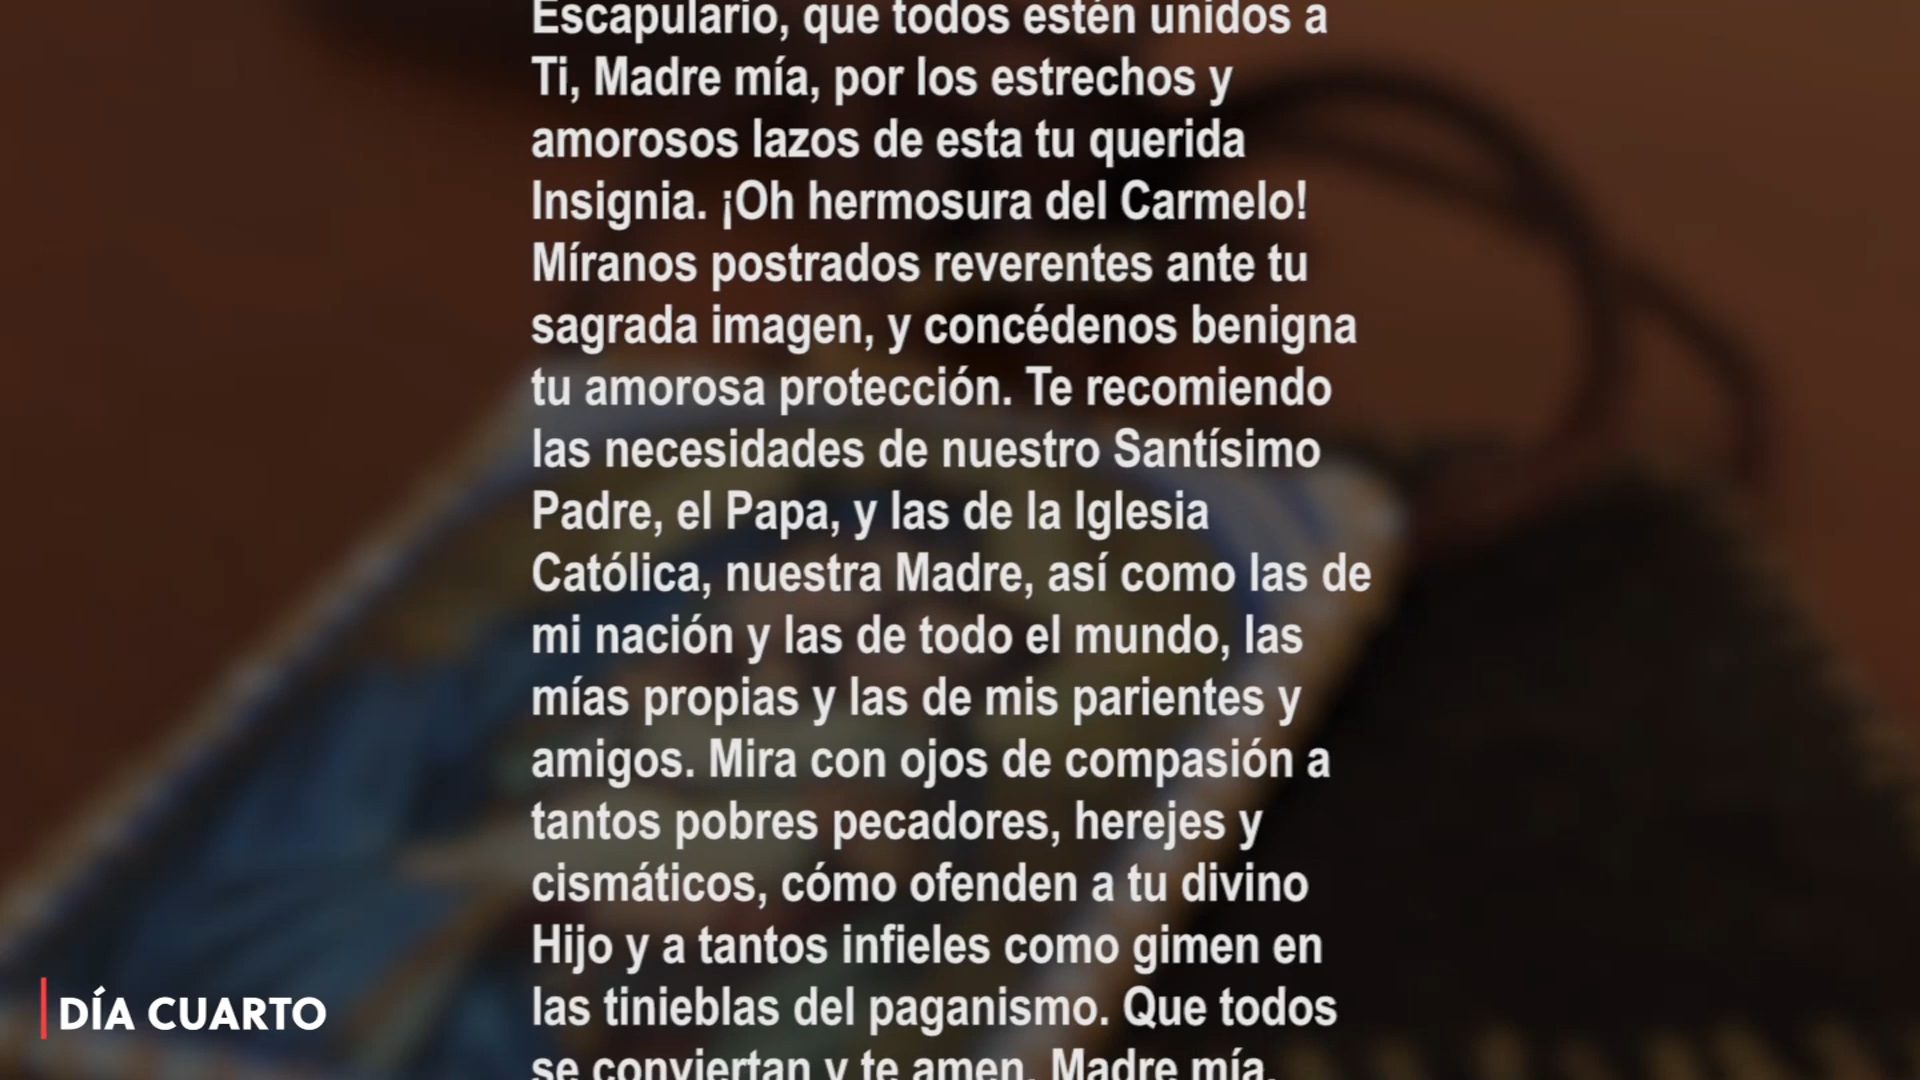 Escapulario, que todos estén unidos a
Ti, Madre mía, por los estrechos y
amorosos lazos de esta tu querida
Insignia. ¡Oh hermosura del Carmelo!
Míranos postrados reverentes ante tu
sagrada imagen, y concédenos benigna
tu amorosa protección. Te recomiendo
las necesidades de nuestro Santísimo
Padre, el Papa, y las de la Iglesia
Católica, nuestra Madre, así como las de
mi nación y las de todo el mundo, las
mías propias y las de mis parientes y
amigos. Mira con ojos de compasión a
tantos pobres pecadores, herejes y
cismáticos, cómo ofenden a tu divino
Hijo y a tantos infieles como gimen en
las tinieblas del paganismo. Que todos
se conviertan y te amen, Madre mía,
DÍA CUARTO